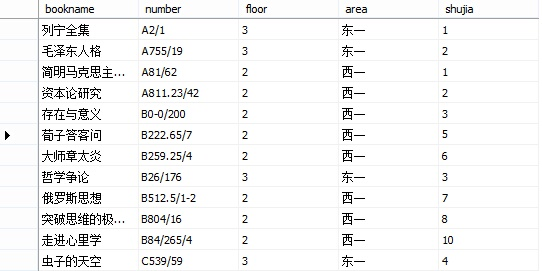 bookname number floor area shujia
列宁全集 A2/1 3 东一 1
毛泽东人格 A755/19 3 东一 2
简明马克思主... A81/62 2 西一 1
资本论研究 A811.23/42 2 西一 2
存在与意义 B0-0/200 2 西一 3
荀子答客问 B222.65/7 2 西一 5
大师章太炎 B259.25/4 2 西一 6
哲学争论 B26/176 3 东一 3
俄罗斯思想 B512.5/1-2 2 西一 7
突破思维的极... B804/16 2 西一 8
走进心里学 B84/265/4 2 西一 10
虫子的天空 C539/59 3 东一 4